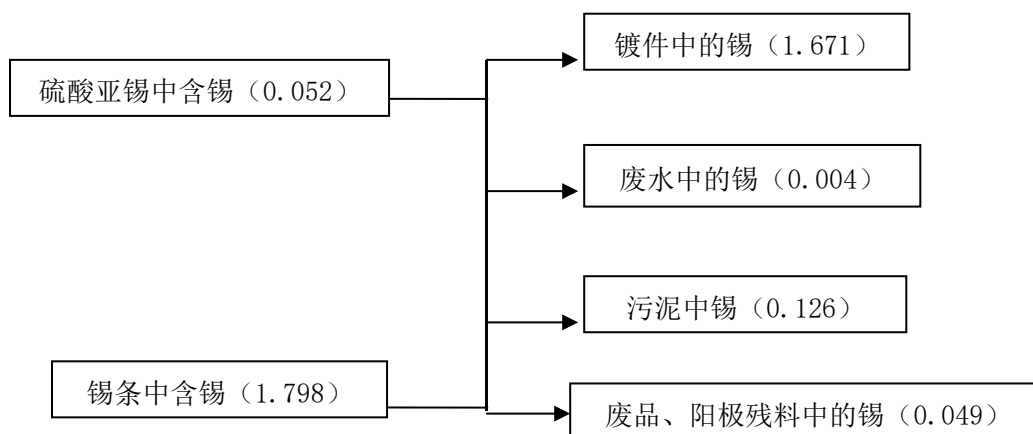 镀件中的锡（1.671）
硫酸亚锡中含锡（0.052）
废水中的锡（0.004）
污泥中锡（0.126）
锡条中含锡（1.798）
废品、阳极残料中的锡（0.049）